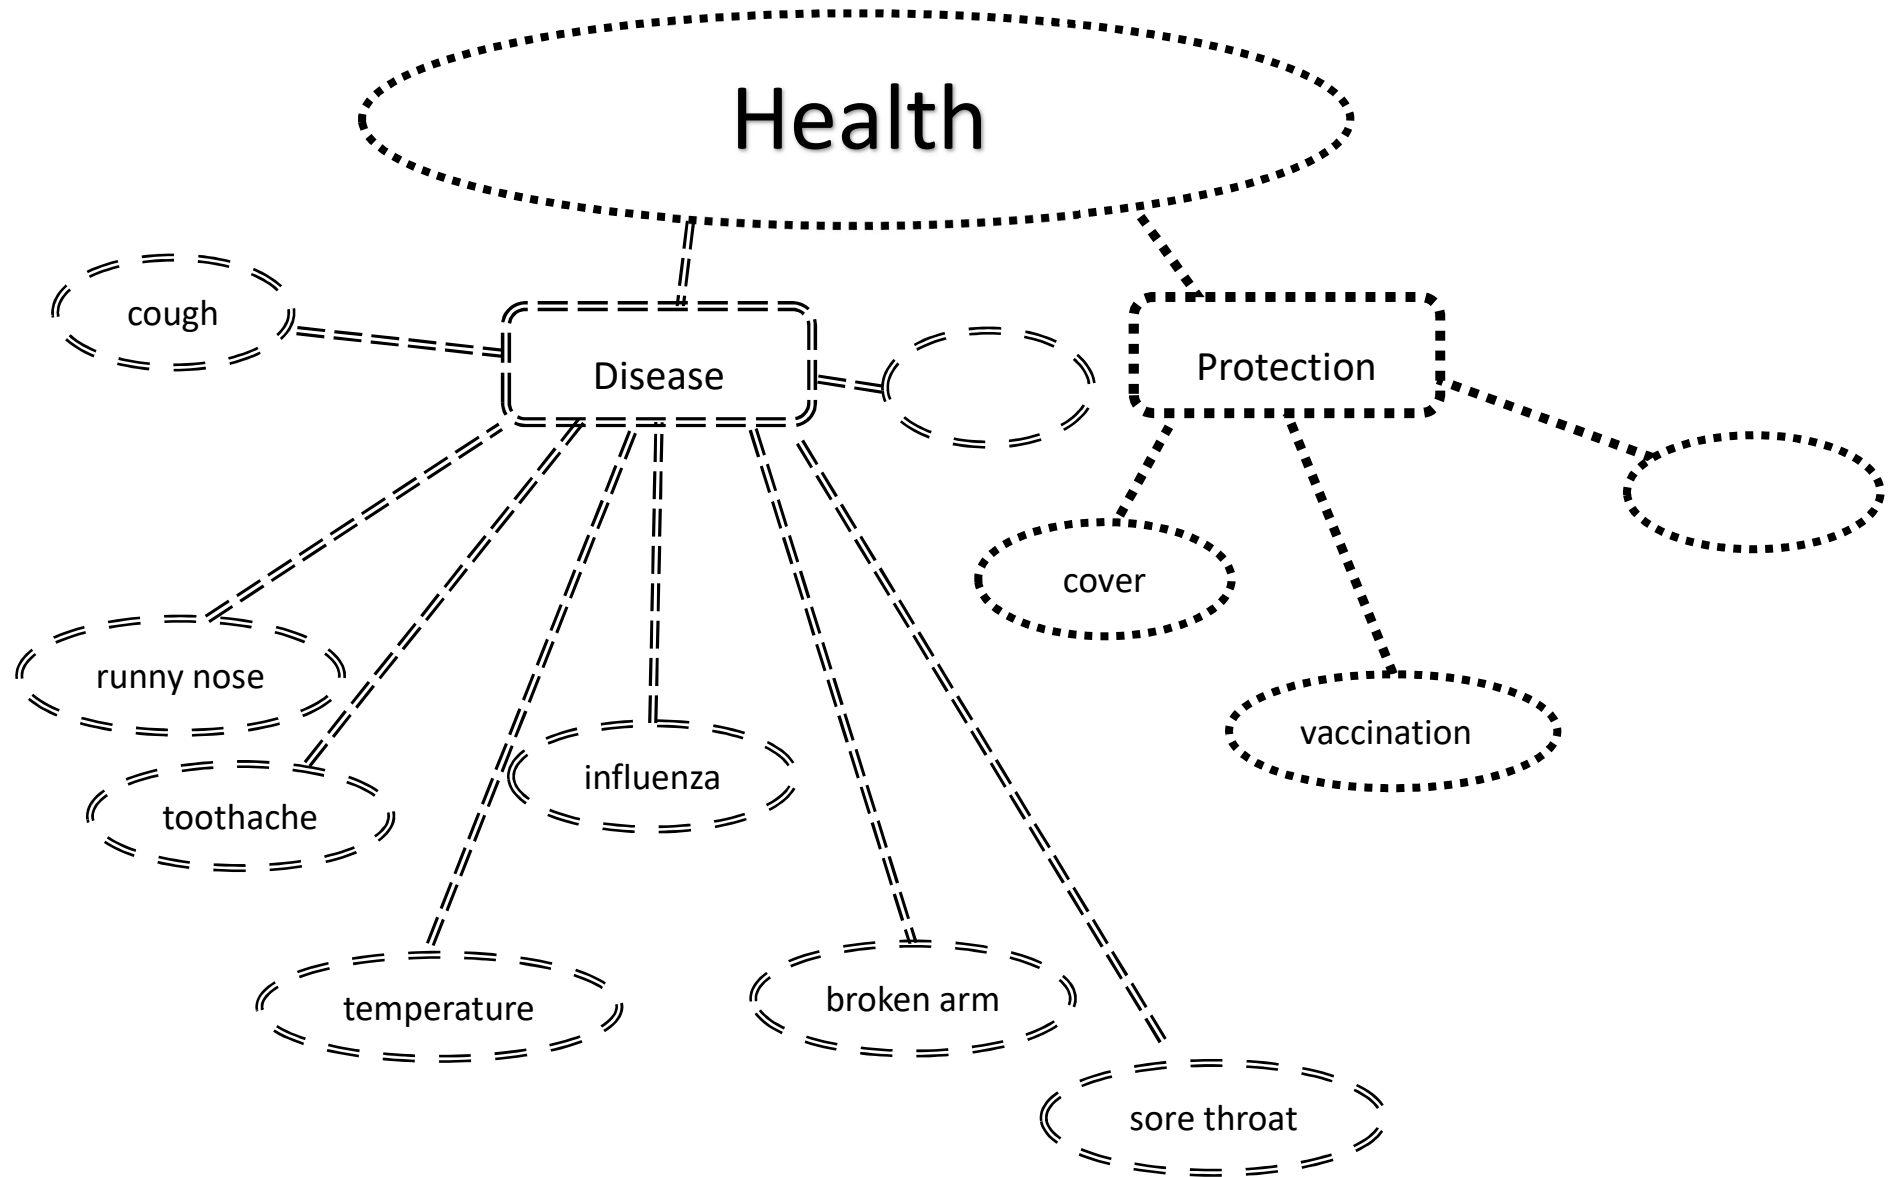 Health
cough
Disease
Protection
cover
runny nose
vaccination
influenza
toothache
temperature
broken arm
sore throat